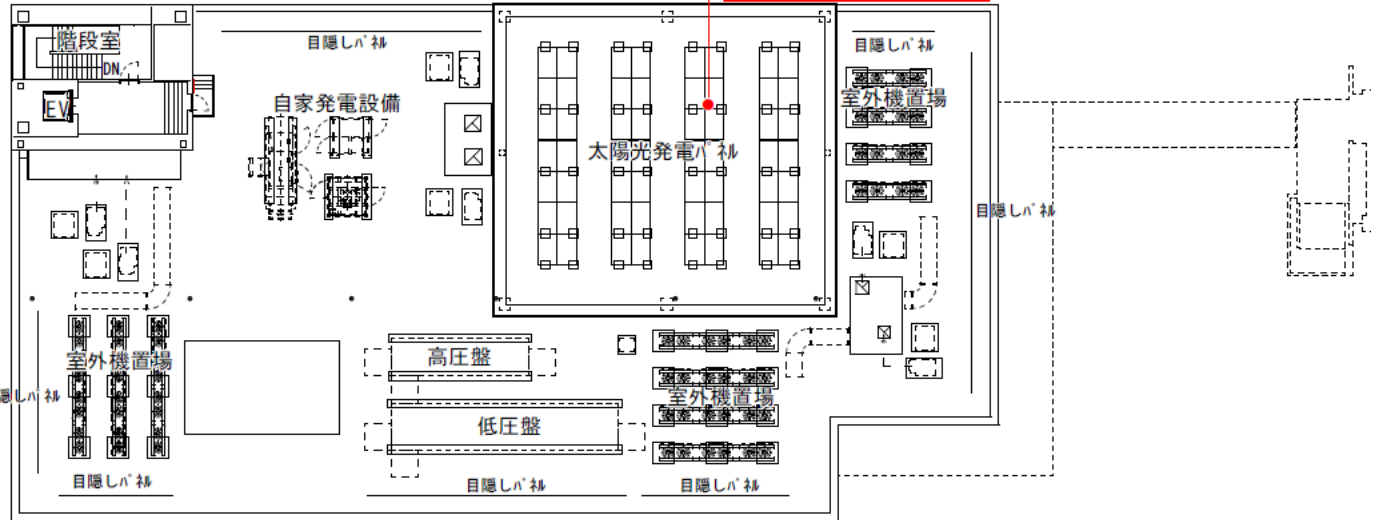 階段室
目隠しパネル
目隠しパネル
DN
EV
自家発電設備
室外機置場
太陽光発電パネル
目隠しパネル
高圧盤
室外機置場
隠しパネル
室外機置場
低圧盤
目隠しパネル
目隠しパネル
目隠しパネル